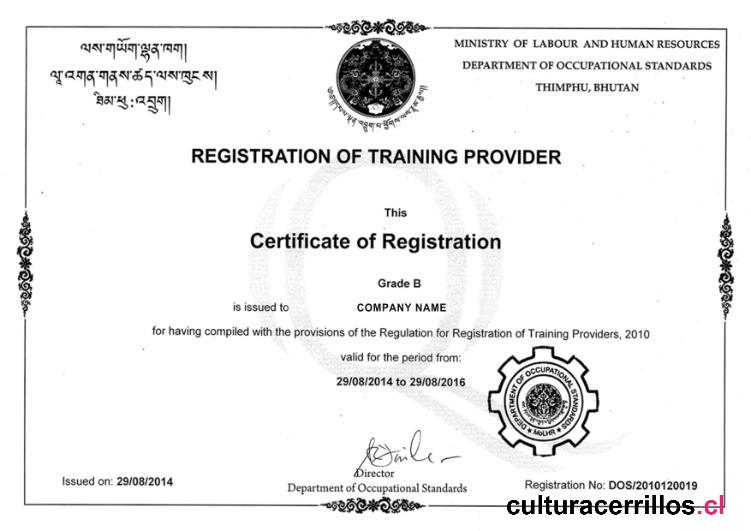 ལས་གཡོག་ལྷན་ཁག།
ལཱ་འགན་གནས་ཚད་ལས་ཁུངས།
ཐིམ་ཕུ:འབྲུག།
MINISTRY OF LABOUR AND HUMAN RESOURCES
DEPARTMENT OF OCCUPATIONAL STANDARDS
THIMPHU, BHUTAN
REGISTRATION OF TRAINING PROVIDER
This
Certificate of Registration
Grade B
is issued to COMPANY NAME
for having compiled with the provisions of the Regulation for Registration of Training Providers, 2010
valid for the period from:
29/08/2014 to 29/08/2016
DEPARTMENT OF OCCUPATIONAL STANDARDS
★ MoLHR ★
Director
Department of Occupational Standards
Issued on: 29/08/2014
Registration No: DOS/2010120019
culturacerrillos.cl